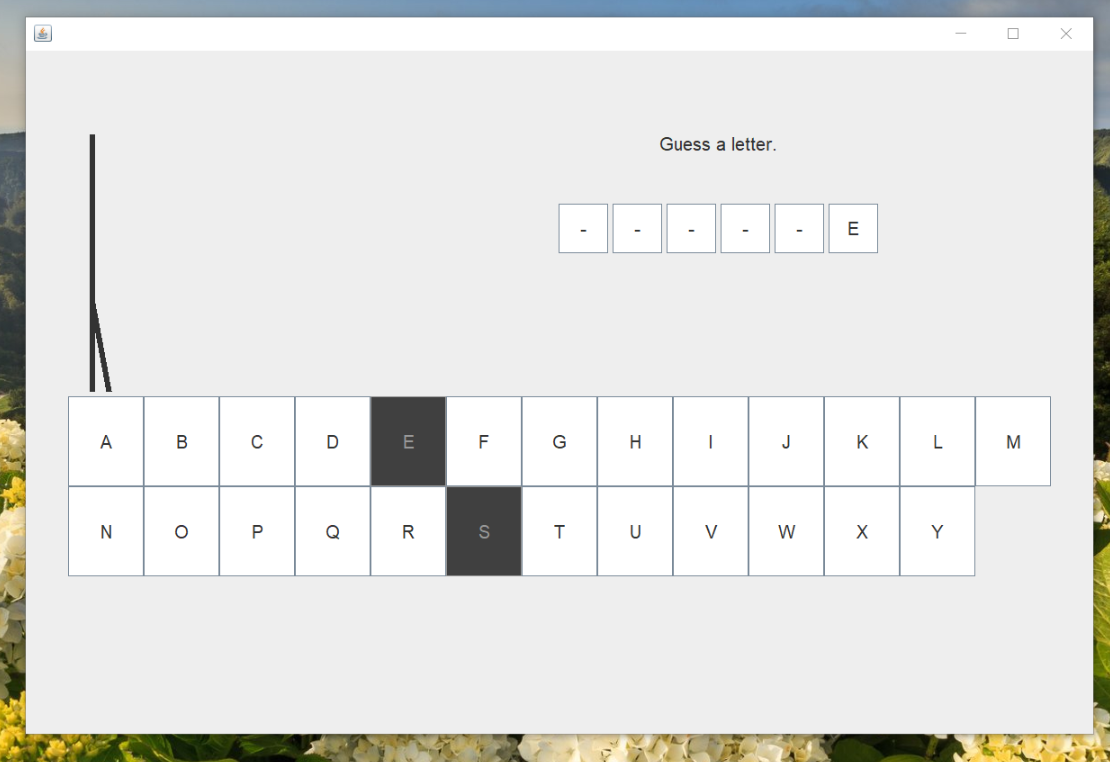 Guess a letter.
- - - - - E
A B C D E F G H I J K L M
N O P Q R S T U V W X Y